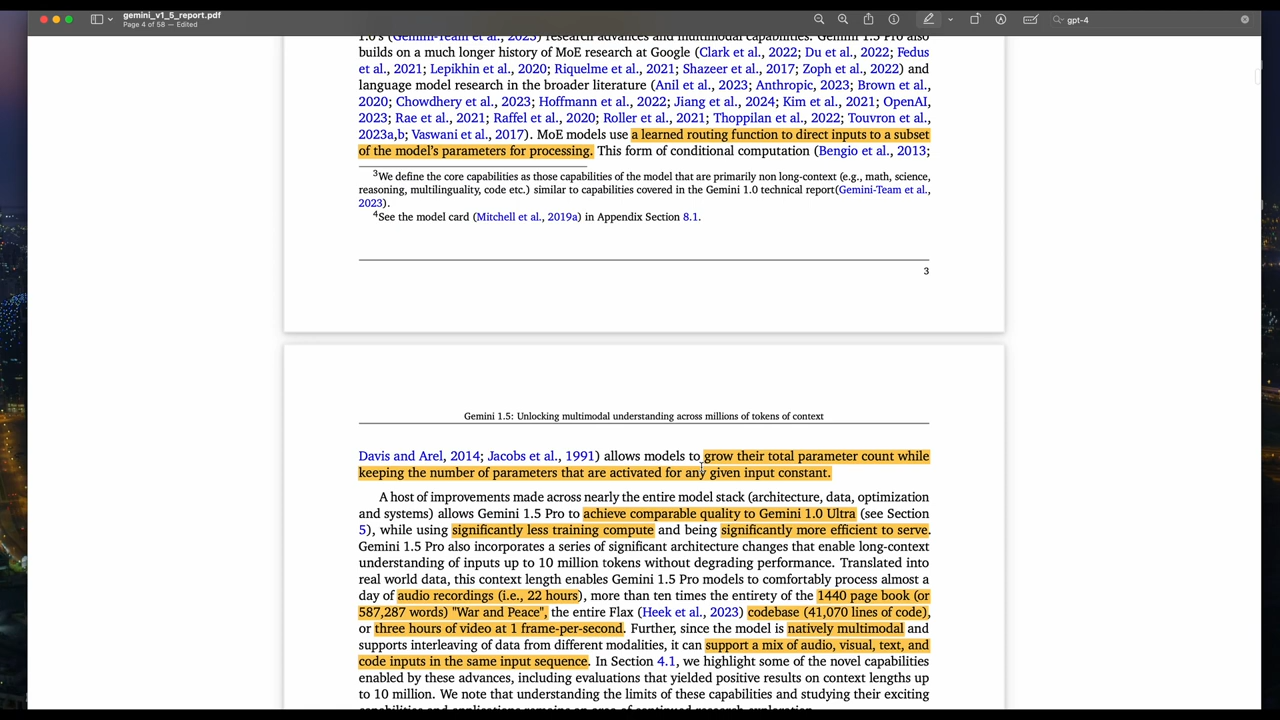 gemini_v1_5_report.pdf
Page 4 of 58 — Edited
gpt-4
1.0's (Gemini-Team et al., 2023) research advances and multimodal capabilities. Gemini 1.5 Pro also
builds on a much longer history of MoE research at Google (Clark et al., 2022; Du et al., 2022; Fedus
et al., 2021; Lepikhin et al., 2020; Riquelme et al., 2021; Shazeer et al., 2017; Zoph et al., 2022) and
language model research in the broader literature (Anil et al., 2023; Anthropic, 2023; Brown et al.,
2020; Chowdhery et al., 2023; Hoffmann et al., 2022; Jiang et al., 2024; Kim et al., 2021; OpenAI,
2023; Rae et al., 2021; Raffel et al., 2020; Roller et al., 2021; Thoppilan et al., 2022; Touvron et al.,
2023a,b; Vaswani et al., 2017). MoE models use a learned routing function to direct inputs to a subset
of the model's parameters for processing. This form of conditional computation (Bengio et al., 2013;
3We define the core capabilities as those capabilities of the model that are primarily non long-context (e.g., math, science,
reasoning, multilinguality, code etc.) similar to capabilities covered in the Gemini 1.0 technical report(Gemini-Team et al.,
2023).
4See the model card (Mitchell et al., 2019a) in Appendix Section 8.1.
3
Gemini 1.5: Unlocking multimodal understanding across millions of tokens of context
Davis and Arel, 2014; Jacobs et al., 1991) allows models to grow their total parameter count while
keeping the number of parameters that are activated for any given input constant.
A host of improvements made across nearly the entire model stack (architecture, data, optimization
and systems) allows Gemini 1.5 Pro to achieve comparable quality to Gemini 1.0 Ultra (see Section
5), while using significantly less training compute and being significantly more efficient to serve.
Gemini 1.5 Pro also incorporates a series of significant architecture changes that enable long-context
understanding of inputs up to 10 million tokens without degrading performance. Translated into
real world data, this context length enables Gemini 1.5 Pro models to comfortably process almost a
day of audio recordings (i.e., 22 hours), more than ten times the entirety of the 1440 page book (or
587,287 words) "War and Peace", the entire Flax (Heek et al., 2023) codebase (41,070 lines of code),
or three hours of video at 1 frame-per-second. Further, since the model is natively multimodal and
supports interleaving of data from different modalities, it can support a mix of audio, visual, text, and
code inputs in the same input sequence. In Section 4.1, we highlight some of the novel capabilities
enabled by these advances, including evaluations that yielded positive results on context lengths up
to 10 million. We note that understanding the limits of these capabilities and studying their exciting
capabilities and applications remains an area of continued research exploration.